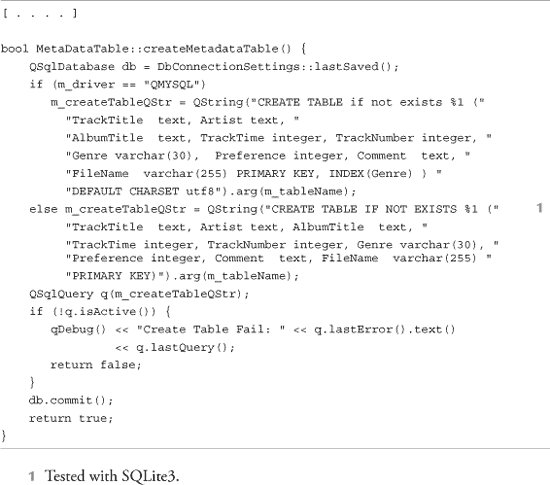 [ . . . . ]
bool MetaDataTable::createMetadataTable() {
    QSqlDatabase db = DbConnectionSettings::lastSaved();
    if (m_driver == "QMYSQL")
       m_createTableQStr = QString("CREATE TABLE if not exists %1 ("
         "TrackTitle  text, Artist text, "
         "AlbumTitle  text, TrackTime integer, TrackNumber integer, "
         "Genre varchar(30),  Preference integer, Comment  text, "
         "FileName  varchar(255) PRIMARY KEY, INDEX(Genre) ) "
         "DEFAULT CHARSET utf8").arg(m_tableName);
    else m_createTableQStr = QString("CREATE TABLE IF NOT EXISTS %1 (" 1
         "TrackTitle  text, Artist text, AlbumTitle  text, "
         "TrackTime integer, TrackNumber integer, Genre varchar(30), "
         "Preference integer, Comment  text, FileName  varchar(255) "
         "PRIMARY KEY)").arg(m_tableName);
    QSqlQuery q(m_createTableQStr);
    if (!q.isActive()) {
       qDebug() << "Create Table Fail: " << q.lastError().text()
                << q.lastQuery();
       return false;
    }
    db.commit();
    return true;
}
1 Tested with SQLite3.